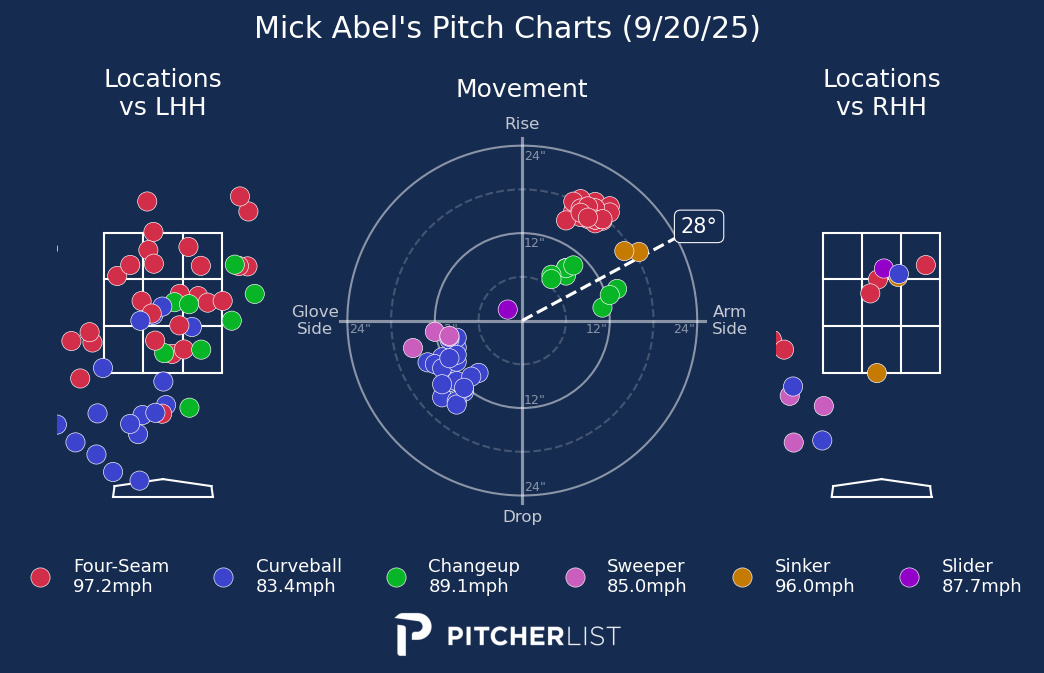 Mick Abel's Pitch Charts (9/20/25)
Locations
vs LHH
Movement
Locations
vs RHH
Rise
24"
28°
12"
Glove
Side
24"
12"
24"
Arm
Side
12"
24"
Drop
Four-Seam
97.2mph
Curveball
83.4mph
Changeup
89.1mph
Sweeper
85.0mph
Sinker
96.0mph
Slider
87.7mph
PITCHERLIST